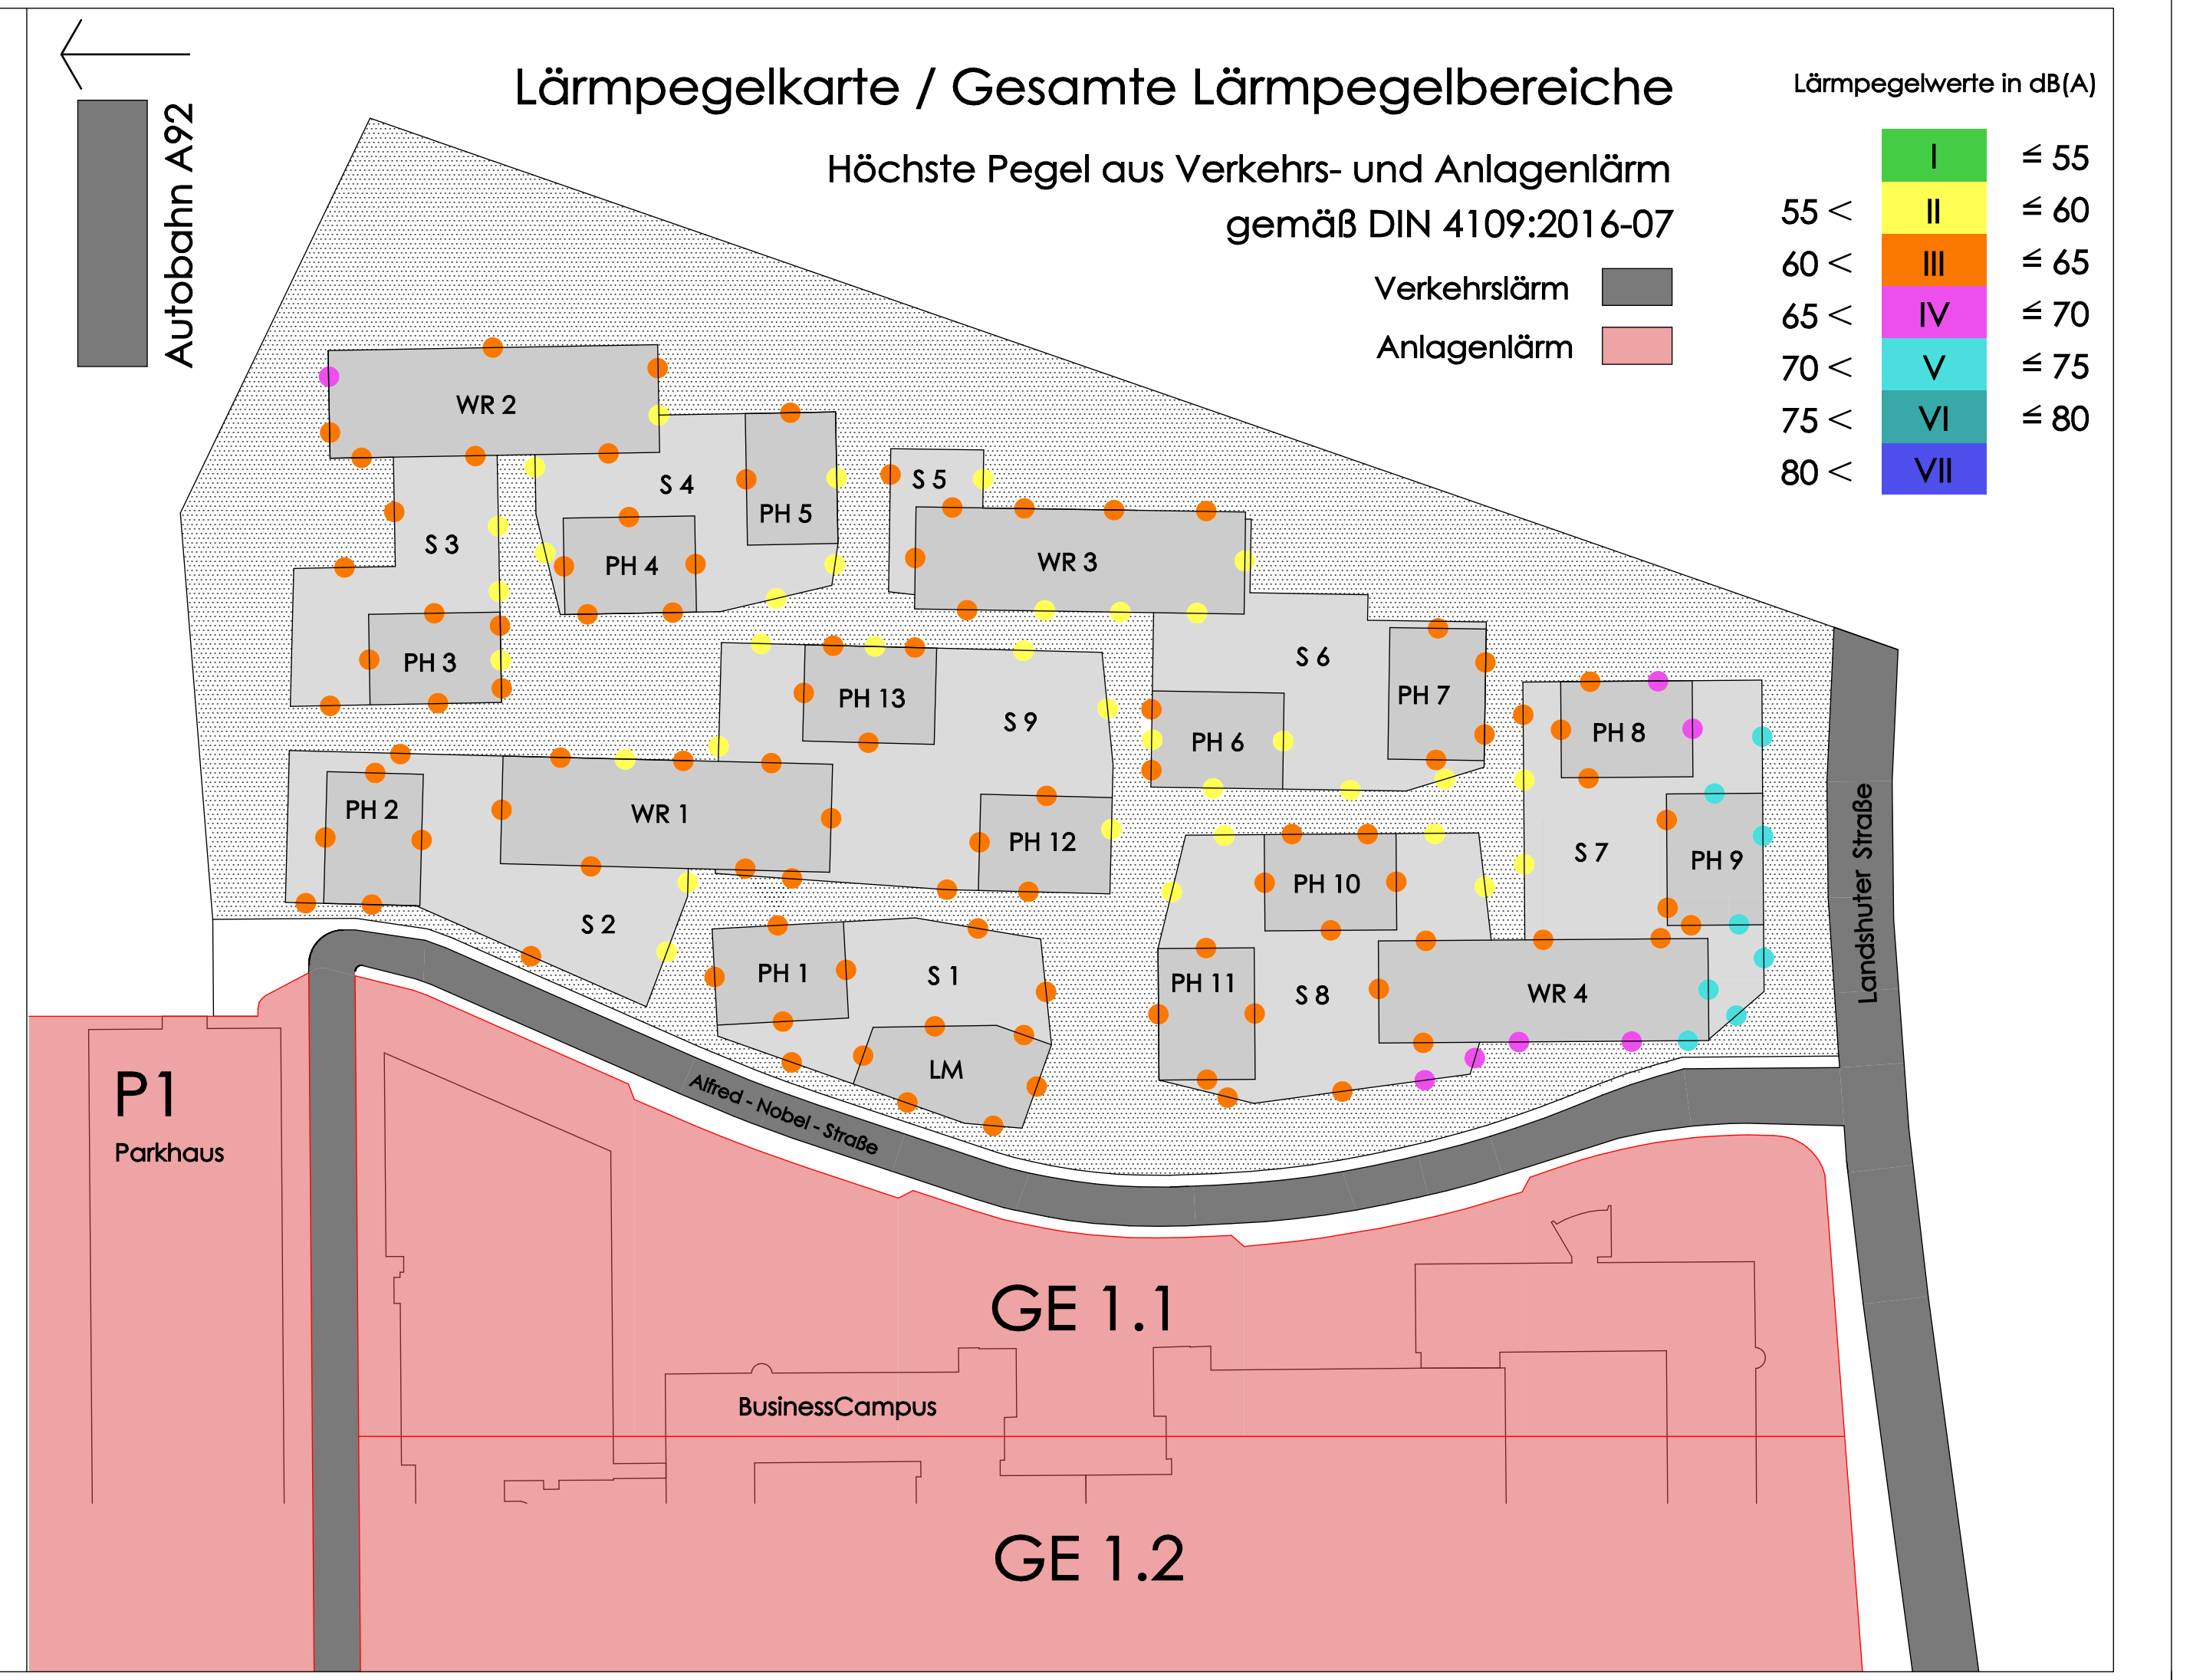 Lärmpegelkarte / Gesamte Lärmpegelbereiche
Höchste Pegel aus Verkehrs- und Anlagenlärm
gemäß DIN 4109:2016-07
Verkehrslärm
Anlagenlärm
Lärmpegelwerte in dB(A)
I ≤ 55
55 < II ≤ 60
60 < III ≤ 65
65 < IV ≤ 70
70 < V ≤ 75
75 < VI ≤ 80
80 < VII
Autobahn A92
WR 2
S 4
PH 5
S 5
S 3
PH 4
WR 3
PH 3
S 6
PH 7
PH 13
S 9
PH 6
PH 8
PH 2
WR 1
PH 12
S 7
PH 9
Landshuter Straße
PH 10
S 2
PH 1
S 1
PH 11
S 8
WR 4
LM
P1
Parkhaus
Alfred - Nobel - Straße
GE 1.1
BusinessCampus
GE 1.2